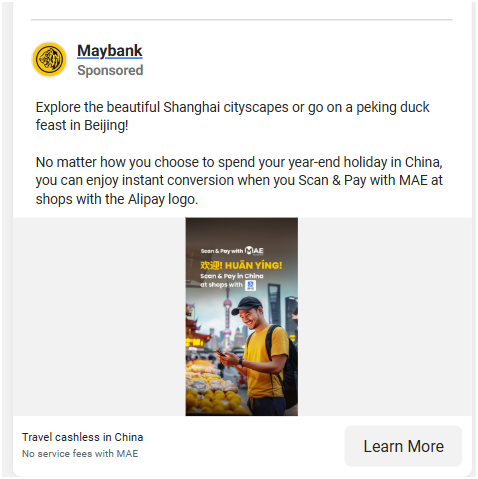 Maybank
Sponsored
Explore the beautiful Shanghai cityscapes or go on a peking duck
feast in Beijing!
No matter how you choose to spend your year-end holiday in China,
you can enjoy instant conversion when you Scan & Pay with MAE at
shops with the Alipay logo.
Scan & Pay with MAE
欢迎! HUĀN YÍNG!
Scan & Pay in China
at shops with
Travel cashless in China
No service fees with MAE
Learn More